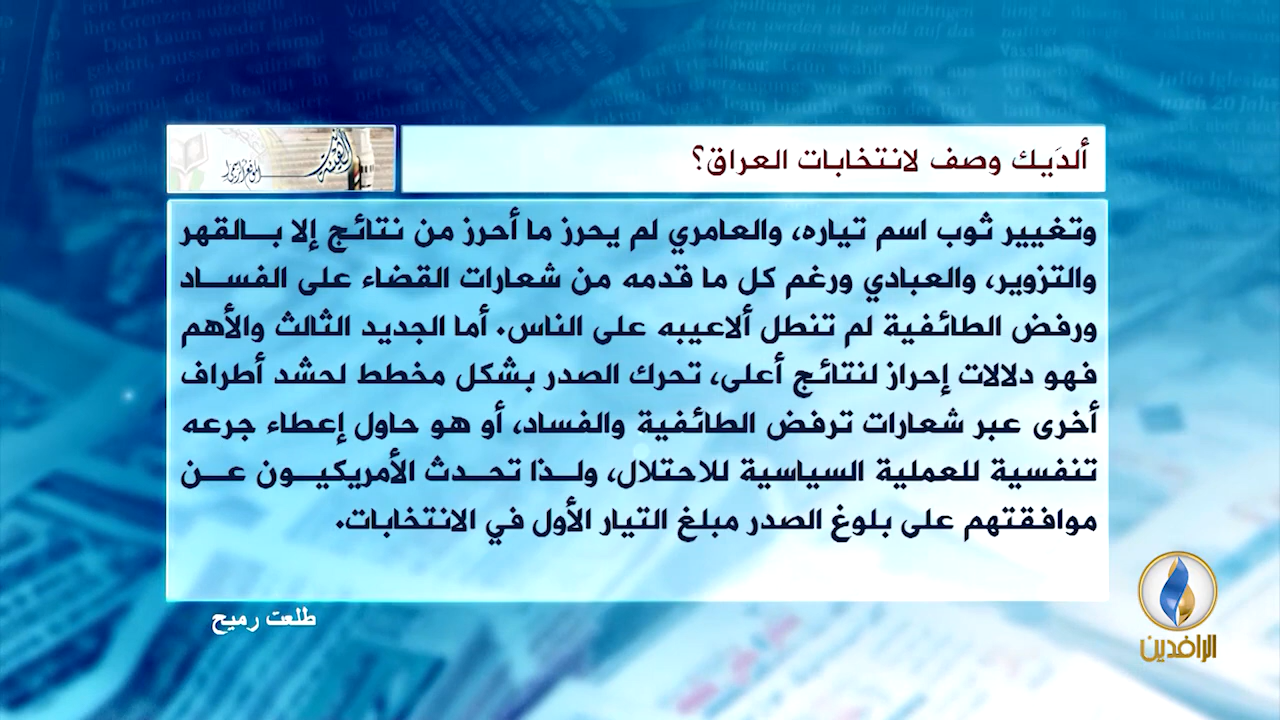 ألدَيك وصف لانتخابات العراق؟
وتغيير ثوب اسم تياره، والعامري لم يحرز ما أحرز من نتائج إلا بالقهر
والتزوير، والعبادي ورغم كل ما قدمه من شعارات القضاء على الفساد
ورفض الطائفية لم تنطل ألاعيبه على الناس. أما الجديد الثالث والأهم
فهو دلالات إحراز لنتائج أعلى، تحرك الصدر بشكل مخطط لحشد أطراف
أخرى عبر شعارات ترفض الطائفية والفساد، أو هو حاول إعطاء جرعه
تنفسية للعملية السياسية للاحتلال، ولذا تحدث الأمريكيون عن
موافقتهم على بلوغ الصدر مبلغ التيار الأول في الانتخابات.
طلعت رميح
الرافدين